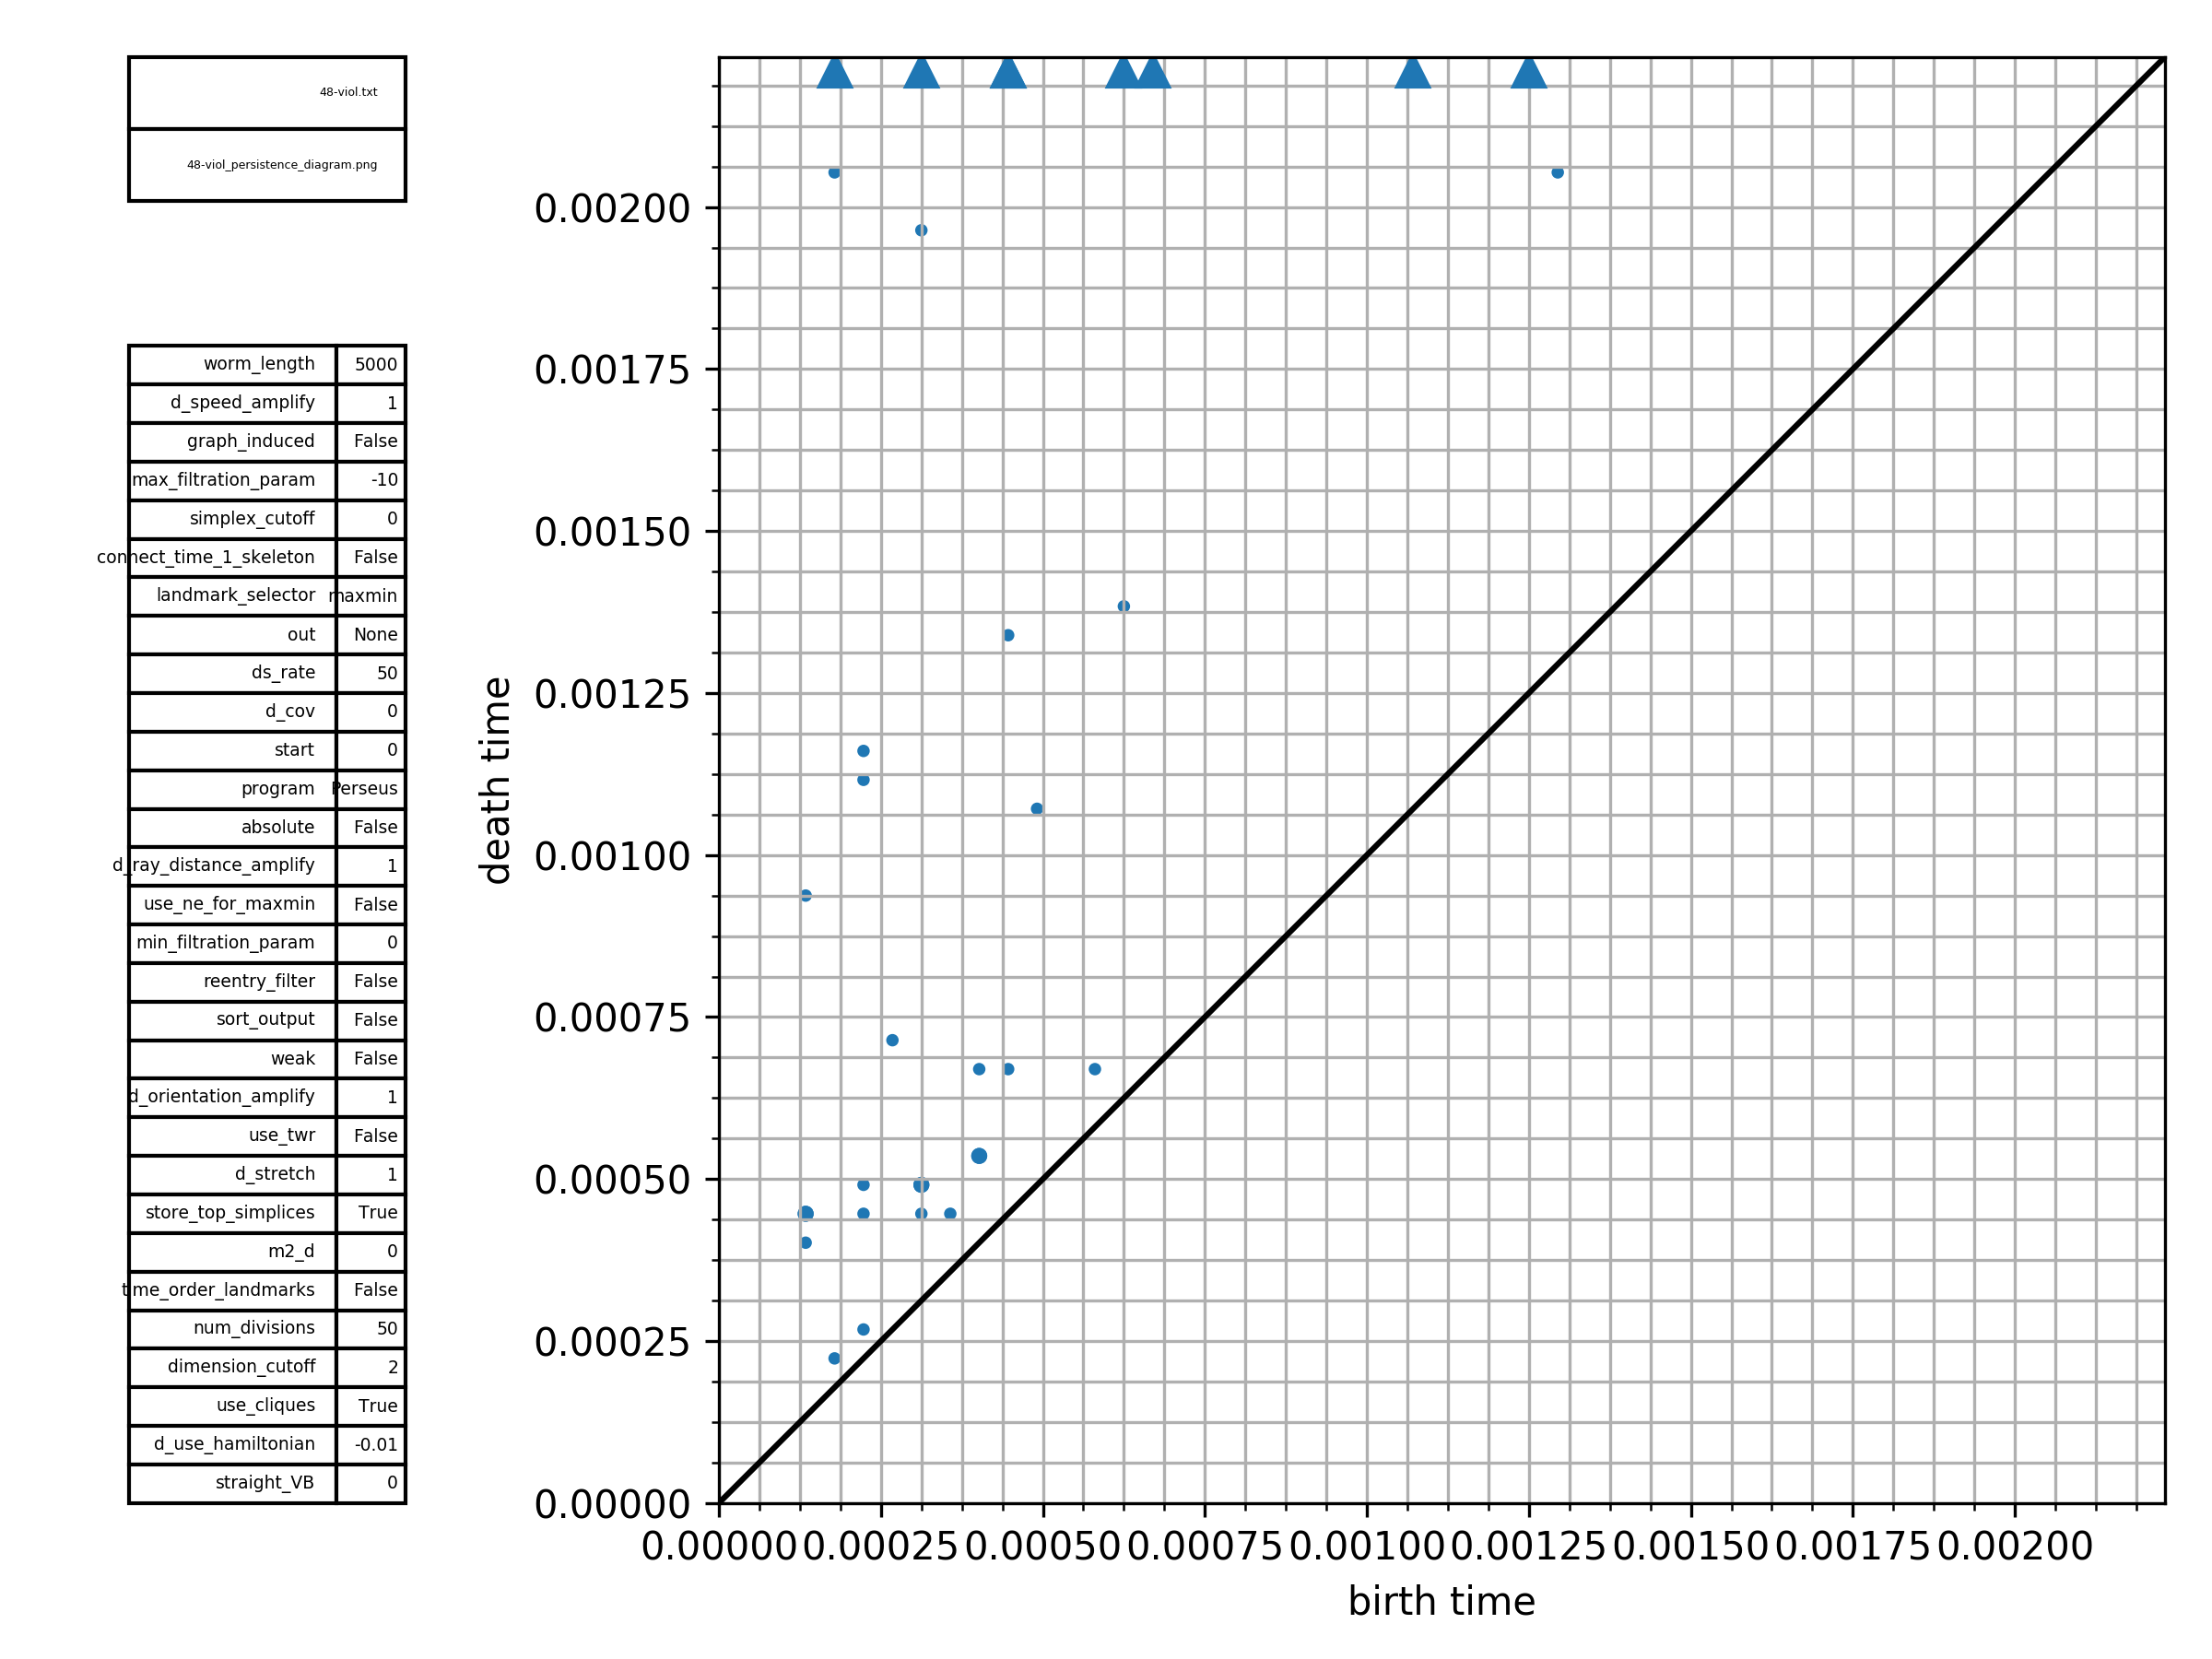 48-viol.txt
48-viol_persistence_diagram.png
worm_length 5000
d_speed_amplify 1
graph_induced False
max_filtration_param -10
simplex_cutoff 0
connect_time_1_skeleton False
landmark_selector maxmin
out None
ds_rate 50
d_cov 0
start 0
program Perseus
absolute False
d_ray_distance_amplify 1
use_ne_for_maxmin False
min_filtration_param 0
reentry_filter False
sort_output False
weak False
d_orientation_amplify 1
use_twr False
d_stretch 1
store_top_simplices True
m2_d 0
time_order_landmarks False
num_divisions 50
dimension_cutoff 2
use_cliques True
d_use_hamiltonian -0.01
straight_VB 0
death time
0.00200
0.00175
0.00150
0.00125
0.00100
0.00075
0.00050
0.00025
0.00000
0.00000 0.00025 0.00050 0.00075 0.00100 0.00125 0.00150 0.00175 0.00200
birth time